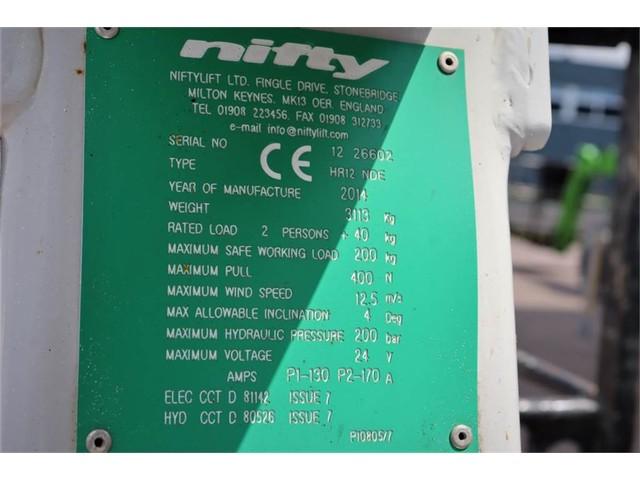 nifty
NIFTYLIFT LTD. FINGLE DRIVE, STONEBRIDGE
MILTON KEYNES. MK13 OER. ENGLAND
TEL 01908 223456, FAX 01908 312733
e-mail info@niftylift.com
SERIAL NO 12 26602
CE
TYPE HR12 NDE
YEAR OF MANUFACTURE 2014
WEIGHT 3113 Kg
RATED LOAD 2 PERSONS + 40 kg
MAXIMUM SAFE WORKING LOAD 200 kg
MAXIMUM PULL 400 N
MAXIMUM WIND SPEED 12.5 m/s
MAX ALLOWABLE INCLINATION 4 Deg
MAXIMUM HYDRAULIC PRESSURE 200 bar
MAXIMUM VOLTAGE 24 V
AMPS P1-130 P2-170 A
ELEC CCT D 81142 ISSUE 7
HYD CCT D 80526 ISSUE 7
P10805/7